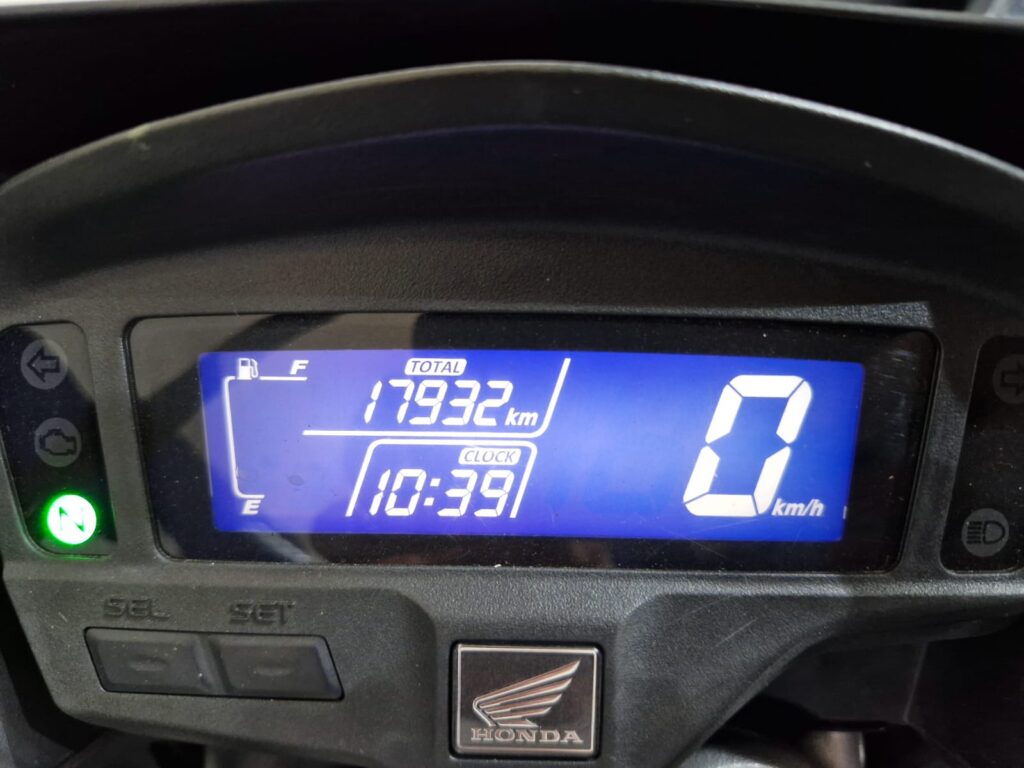 F
TOTAL
17932 km
CLOCK
10:39
E
0 km/h
N
SEL SET
HONDA